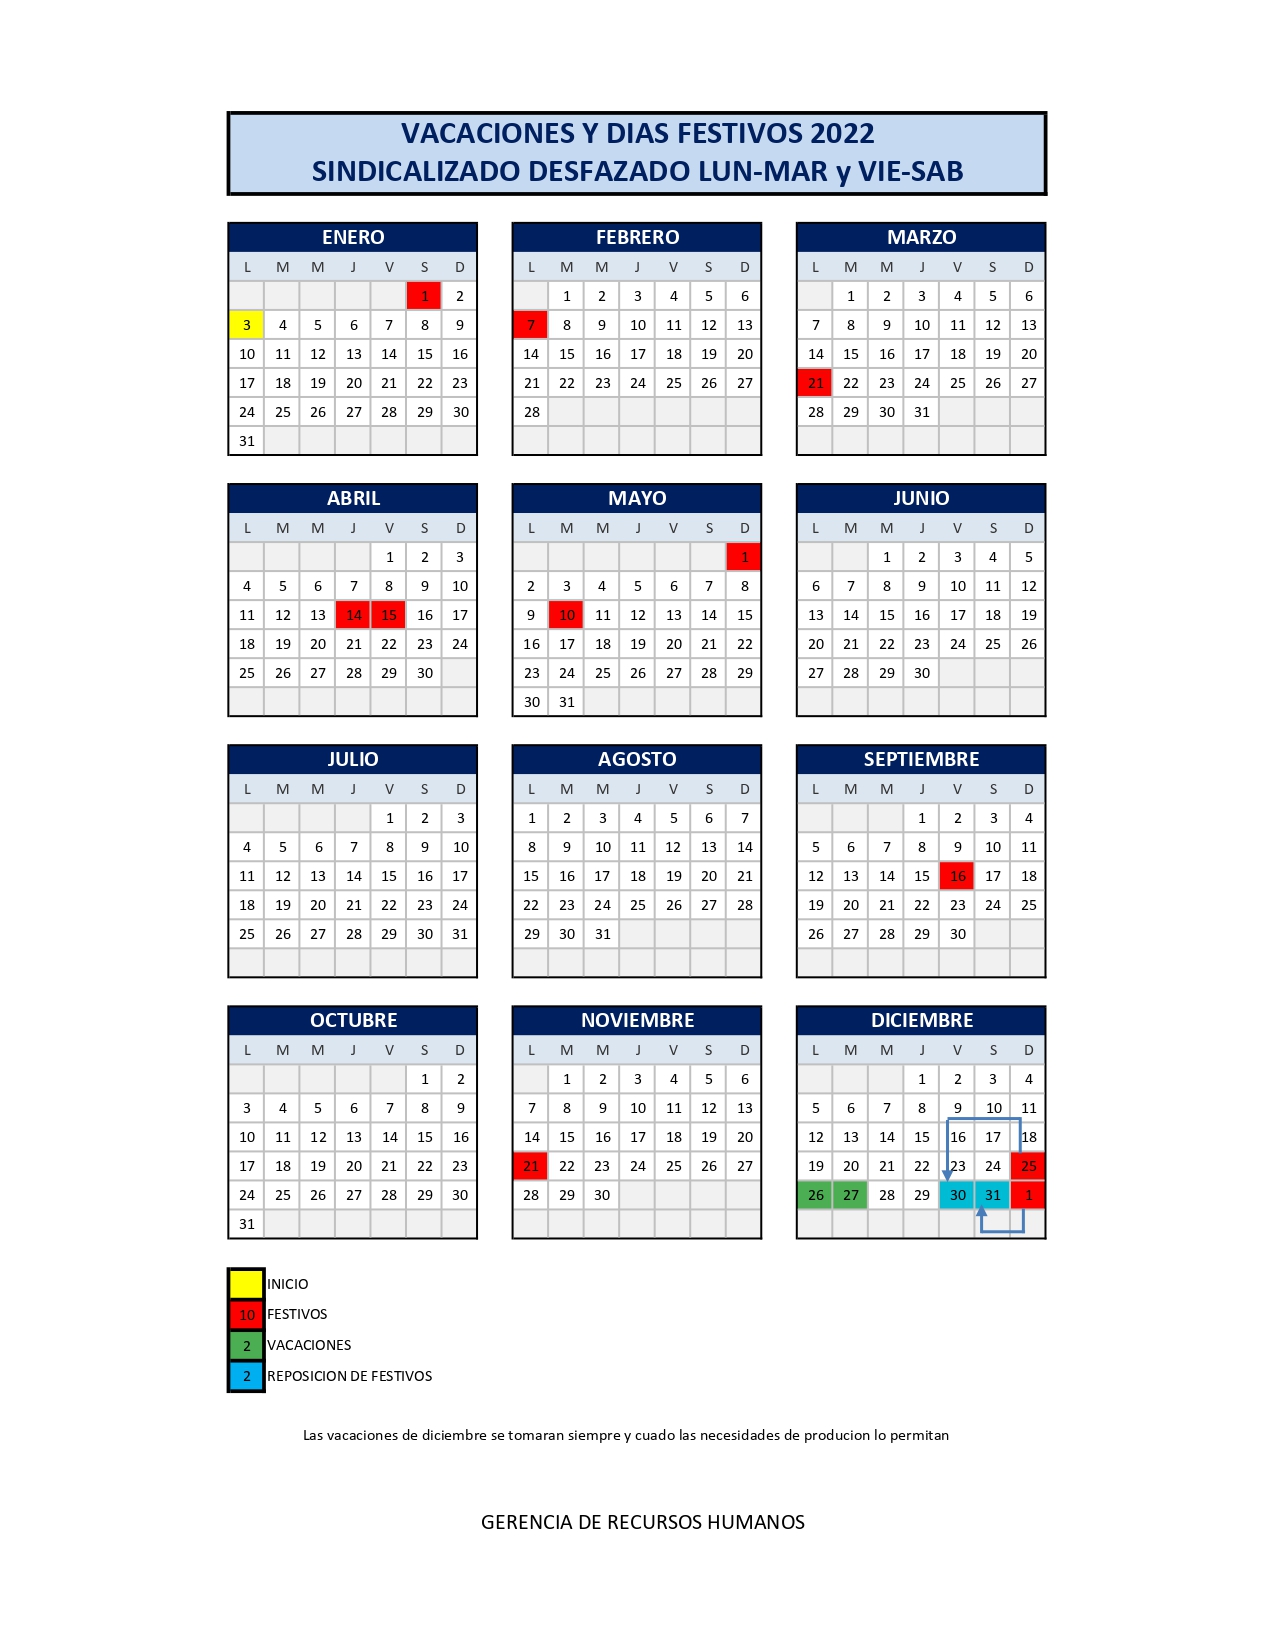 VACACIONES Y DIAS FESTIVOS 2022
SINDICALIZADO DESFAZADO LUN-MAR y VIE-SAB
ENERO
L M M J V S D
1 2
3 4 5 6 7 8 9
10 11 12 13 14 15 16
17 18 19 20 21 22 23
24 25 26 27 28 29 30
31
FEBRERO
L M M J V S D
1 2 3 4 5 6
7 8 9 10 11 12 13
14 15 16 17 18 19 20
21 22 23 24 25 26 27
28
MARZO
L M M J V S D
1 2 3 4 5 6
7 8 9 10 11 12 13
14 15 16 17 18 19 20
21 22 23 24 25 26 27
28 29 30 31
ABRIL
L M M J V S D
1 2 3
4 5 6 7 8 9 10
11 12 13 14 15 16 17
18 19 20 21 22 23 24
25 26 27 28 29 30
MAYO
L M M J V S D
1
2 3 4 5 6 7 8
9 10 11 12 13 14 15
16 17 18 19 20 21 22
23 24 25 26 27 28 29
30 31
JUNIO
L M M J V S D
1 2 3 4 5
6 7 8 9 10 11 12
13 14 15 16 17 18 19
20 21 22 23 24 25 26
27 28 29 30
JULIO
L M M J V S D
1 2 3
4 5 6 7 8 9 10
11 12 13 14 15 16 17
18 19 20 21 22 23 24
25 26 27 28 29 30 31
AGOSTO
L M M J V S D
1 2 3 4 5 6 7
8 9 10 11 12 13 14
15 16 17 18 19 20 21
22 23 24 25 26 27 28
29 30 31
SEPTIEMBRE
L M M J V S D
1 2 3 4
5 6 7 8 9 10 11
12 13 14 15 16 17 18
19 20 21 22 23 24 25
26 27 28 29 30
OCTUBRE
L M M J V S D
1 2
3 4 5 6 7 8 9
10 11 12 13 14 15 16
17 18 19 20 21 22 23
24 25 26 27 28 29 30
31
NOVIEMBRE
L M M J V S D
1 2 3 4 5 6
7 8 9 10 11 12 13
14 15 16 17 18 19 20
21 22 23 24 25 26 27
28 29 30
DICIEMBRE
L M M J V S D
1 2 3 4
5 6 7 8 9 10 11
12 13 14 15 16 17 18
19 20 21 22 23 24 25
26 27 28 29 30 31 1
INICIO
10 FESTIVOS
2 VACACIONES
2 REPOSICION DE FESTIVOS
Las vacaciones de diciembre se tomaran siempre y cuado las necesidades de producion lo permitan
GERENCIA DE RECURSOS HUMANOS